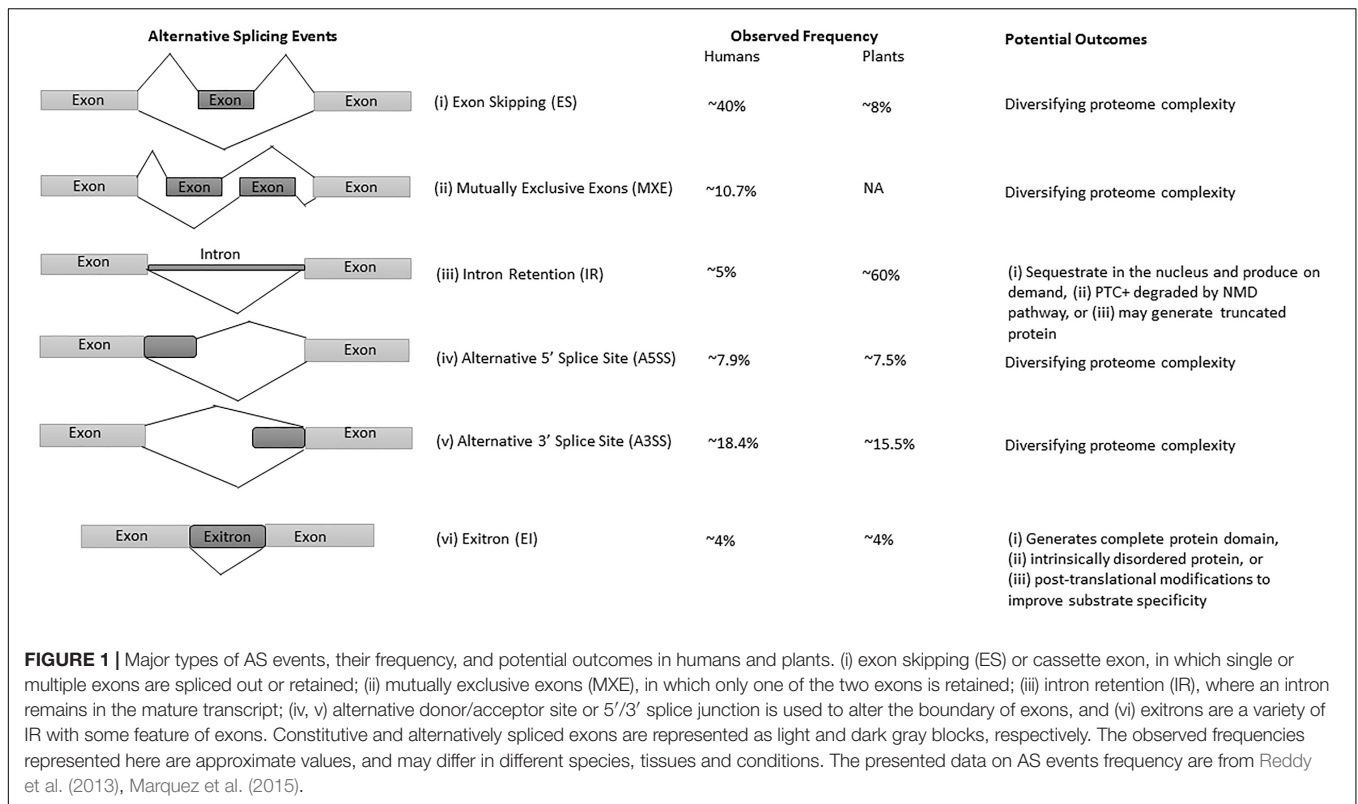 Alternative Splicing Events
Observed Frequency
Potential Outcomes
Humans
Plants
Exon
Exon
Exon
(i) Exon Skipping (ES)
~40%
~8%
Diversifying proteome complexity
Exon
Exon
Exon
Exon
(ii) Mutually Exclusive Exons (MXE)
~10.7%
NA
Diversifying proteome complexity
Exon
Intron
Exon
(iii) Intron Retention (IR)
~5%
~60%
(i) Sequestrate in the nucleus and produce on
demand, (ii) PTC+ degraded by NMD
pathway, or (iii) may generate truncated
protein
Exon
Exon
(iv) Alternative 5′ Splice Site (A5SS)
~7.9%
~7.5%
Diversifying proteome complexity
Exon
Exon
(v) Alternative 3′ Splice Site (A3SS)
~18.4%
~15.5%
Diversifying proteome complexity
Exon
Exitron
Exon
(vi) Exitron (EI)
~4%
~4%
(i) Generates complete protein domain,
(ii) intrinsically disordered protein, or
(iii) post-translational modifications to
improve substrate specificity
FIGURE 1 | Major types of AS events, their frequency, and potential outcomes in humans and plants. (i) exon skipping (ES) or cassette exon, in which single or
multiple exons are spliced out or retained; (ii) mutually exclusive exons (MXE), in which only one of the two exons is retained; (iii) intron retention (IR), where an intron
remains in the mature transcript; (iv, v) alternative donor/acceptor site or 5′/3′ splice junction is used to alter the boundary of exons, and (vi) exitrons are a variety of
IR with some feature of exons. Constitutive and alternatively spliced exons are represented as light and dark gray blocks, respectively. The observed frequencies
represented here are approximate values, and may differ in different species, tissues and conditions. The presented data on AS events frequency are from Reddy
et al. (2013), Marquez et al. (2015).